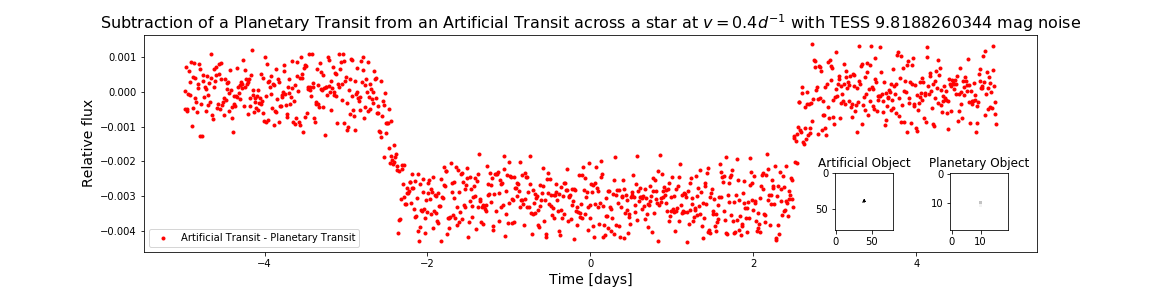 Subtraction of a Planetary Transit from an Artificial Transit across a star at v = 0.4d⁻¹ with TESS 9.8188260344 mag noise
Relative flux
0.001
0.000
−0.001
−0.002
−0.003
−0.004
Artificial Transit - Planetary Transit
Artificial Object
0
50
0 50
Planetary Object
0
10
0 10
−4 −2 0 2 4
Time [days]